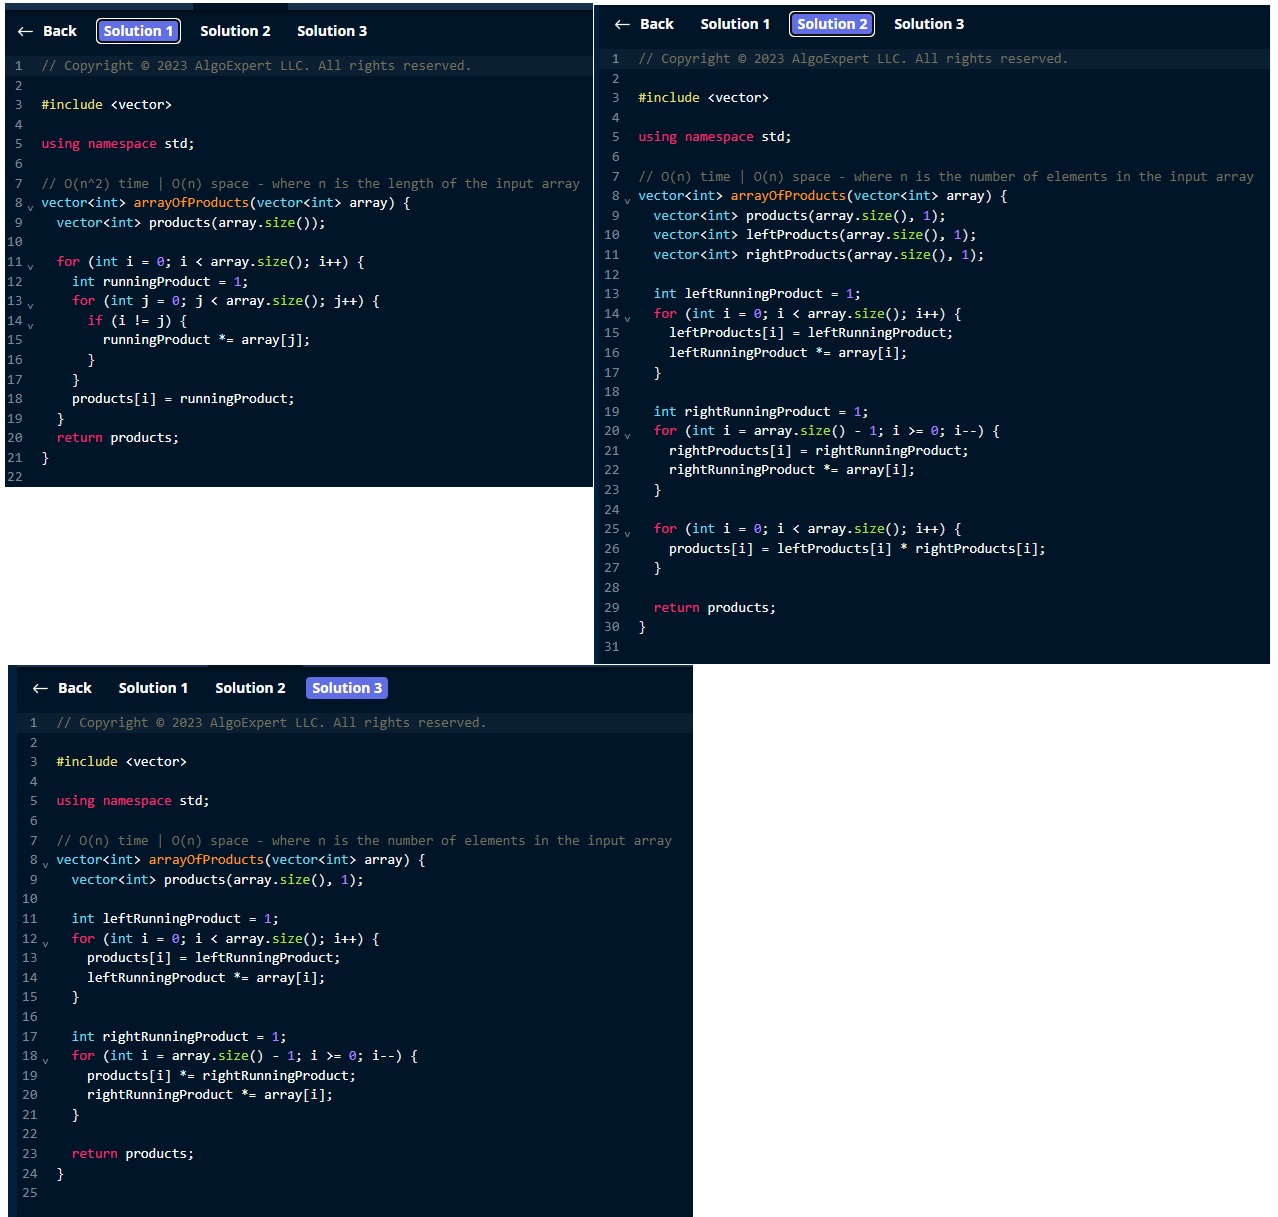 ← Back Solution 1 Solution 2 Solution 3
1 // Copyright © 2023 AlgoExpert LLC. All rights reserved.
2
3 #include <vector>
4
5 using namespace std;
6
7 // O(n^2) time | O(n) space - where n is the length of the input array
8 vector<int> arrayOfProducts(vector<int> array) {
9   vector<int> products(array.size());
10
11   for (int i = 0; i < array.size(); i++) {
12     int runningProduct = 1;
13     for (int j = 0; j < array.size(); j++) {
14       if (i != j) {
15         runningProduct *= array[j];
16       }
17     }
18     products[i] = runningProduct;
19   }
20   return products;
21 }
22
← Back Solution 1 Solution 2 Solution 3
1 // Copyright © 2023 AlgoExpert LLC. All rights reserved.
2
3 #include <vector>
4
5 using namespace std;
6
7 // O(n) time | O(n) space - where n is the number of elements in the input array
8 vector<int> arrayOfProducts(vector<int> array) {
9   vector<int> products(array.size(), 1);
10   vector<int> leftProducts(array.size(), 1);
11   vector<int> rightProducts(array.size(), 1);
12
13   int leftRunningProduct = 1;
14   for (int i = 0; i < array.size(); i++) {
15     leftProducts[i] = leftRunningProduct;
16     leftRunningProduct *= array[i];
17   }
18
19   int rightRunningProduct = 1;
20   for (int i = array.size() - 1; i >= 0; i--) {
21     rightProducts[i] = rightRunningProduct;
22     rightRunningProduct *= array[i];
23   }
24
25   for (int i = 0; i < array.size(); i++) {
26     products[i] = leftProducts[i] * rightProducts[i];
27   }
28
29   return products;
30 }
31
← Back Solution 1 Solution 2 Solution 3
1 // Copyright © 2023 AlgoExpert LLC. All rights reserved.
2
3 #include <vector>
4
5 using namespace std;
6
7 // O(n) time | O(n) space - where n is the number of elements in the input array
8 vector<int> arrayOfProducts(vector<int> array) {
9   vector<int> products(array.size(), 1);
10
11   int leftRunningProduct = 1;
12   for (int i = 0; i < array.size(); i++) {
13     products[i] = leftRunningProduct;
14     leftRunningProduct *= array[i];
15   }
16
17   int rightRunningProduct = 1;
18   for (int i = array.size() - 1; i >= 0; i--) {
19     products[i] *= rightRunningProduct;
20     rightRunningProduct *= array[i];
21   }
22
23   return products;
24 }
25